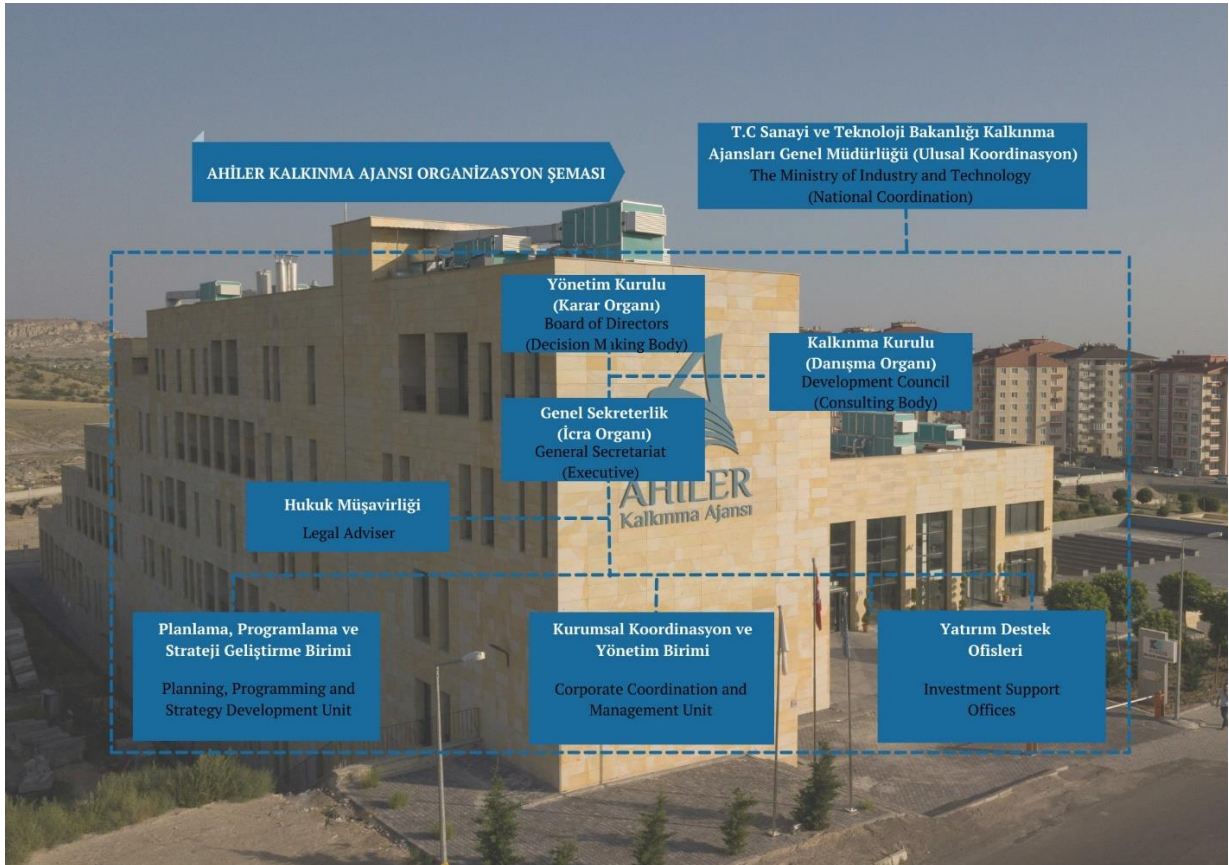 AHİLER KALKINMA AJANSI ORGANİZASYON ŞEMASI
T.C Sanayi ve Teknoloji Bakanlığı Kalkınma
Ajansları Genel Müdürlüğü (Ulusal Koordinasyon)
The Ministry of Industry and Technology
(National Coordination)
Yönetim Kurulu
(Karar Organı)
Board of Directors
(Decision Making Body)
Kalkınma Kurulu
(Danışma Organı)
Development Council
(Consulting Body)
Genel Sekreterlik
(İcra Organı)
General Secretariat
(Executive)
AHİLER
Kalkınma Ajansı
Hukuk Müşavirliği
Legal Adviser
Planlama, Programlama ve
Strateji Geliştirme Birimi
Planning, Programming and
Strategy Development Unit
Kurumsal Koordinasyon ve
Yönetim Birimi
Corporate Coordination and
Management Unit
Yatırım Destek
Ofisleri
Investment Support
Offices